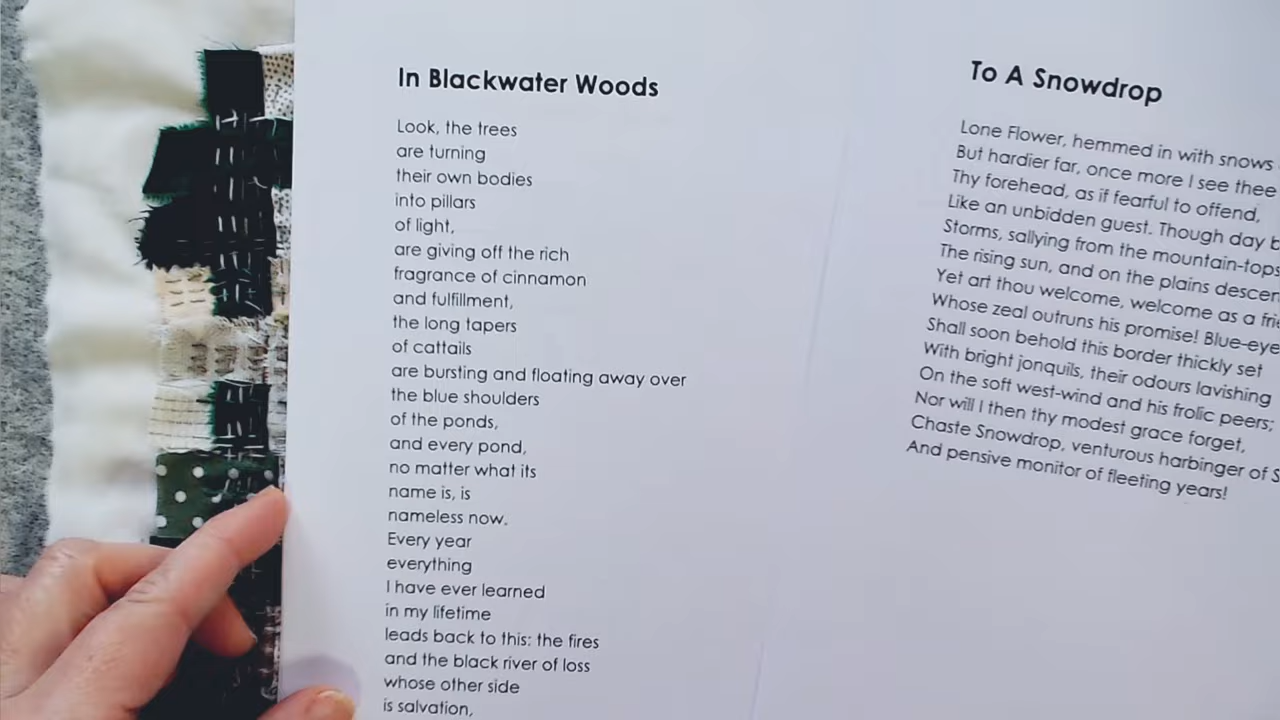 In Blackwater Woods
Look, the trees
are turning
their own bodies
into pillars
of light,
are giving off the rich
fragrance of cinnamon
and fulfillment,
the long tapers
of cattails
are bursting and floating away over
the blue shoulders
of the ponds,
and every pond,
no matter what its
name is, is
nameless now.
Every year
everything
I have ever learned
in my lifetime
leads back to this: the fires
and the black river of loss
whose other side
is salvation,
To A Snowdrop
Lone Flower, hemmed in with snows
But hardier far, once more I see thee
Thy forehead, as if fearful to offend,
Like an unbidden guest. Though day
Storms, sallying from the mountain-tops
The rising sun, and on the plains
Yet art thou welcome, welcome as a
Whose zeal outruns his promise!
Shall soon behold this border thickly set
With bright jonquils, their odours lavishing
On the soft west-wind and his frolic peers;
Nor will I then thy modest grace forget,
Chaste Snowdrop, venturous harbinger of
And pensive monitor of fleeting years!